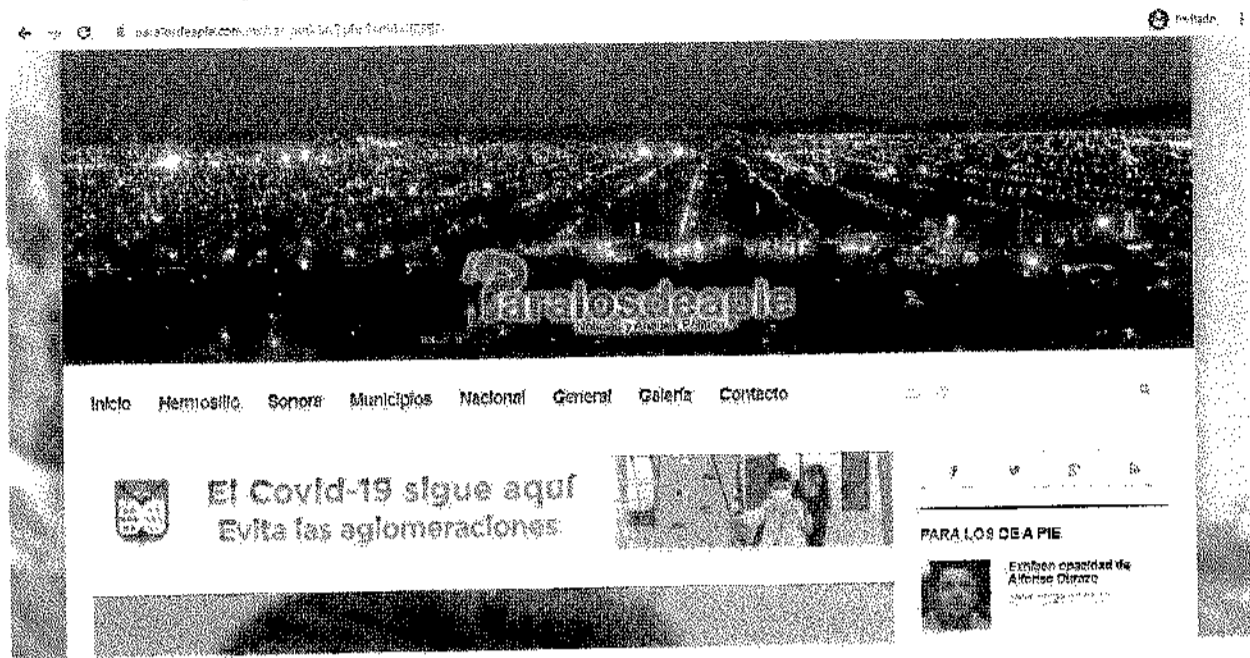 Invitado
Paralosdeapie
Inicio Hermosillo Sonora Municipios Nacional General Galería Contacto
El Covid-19 sigue aquí
Evita las aglomeraciones
PARA LOS DE A PIE
Exhiben opacidad de
Alfonso Durazo